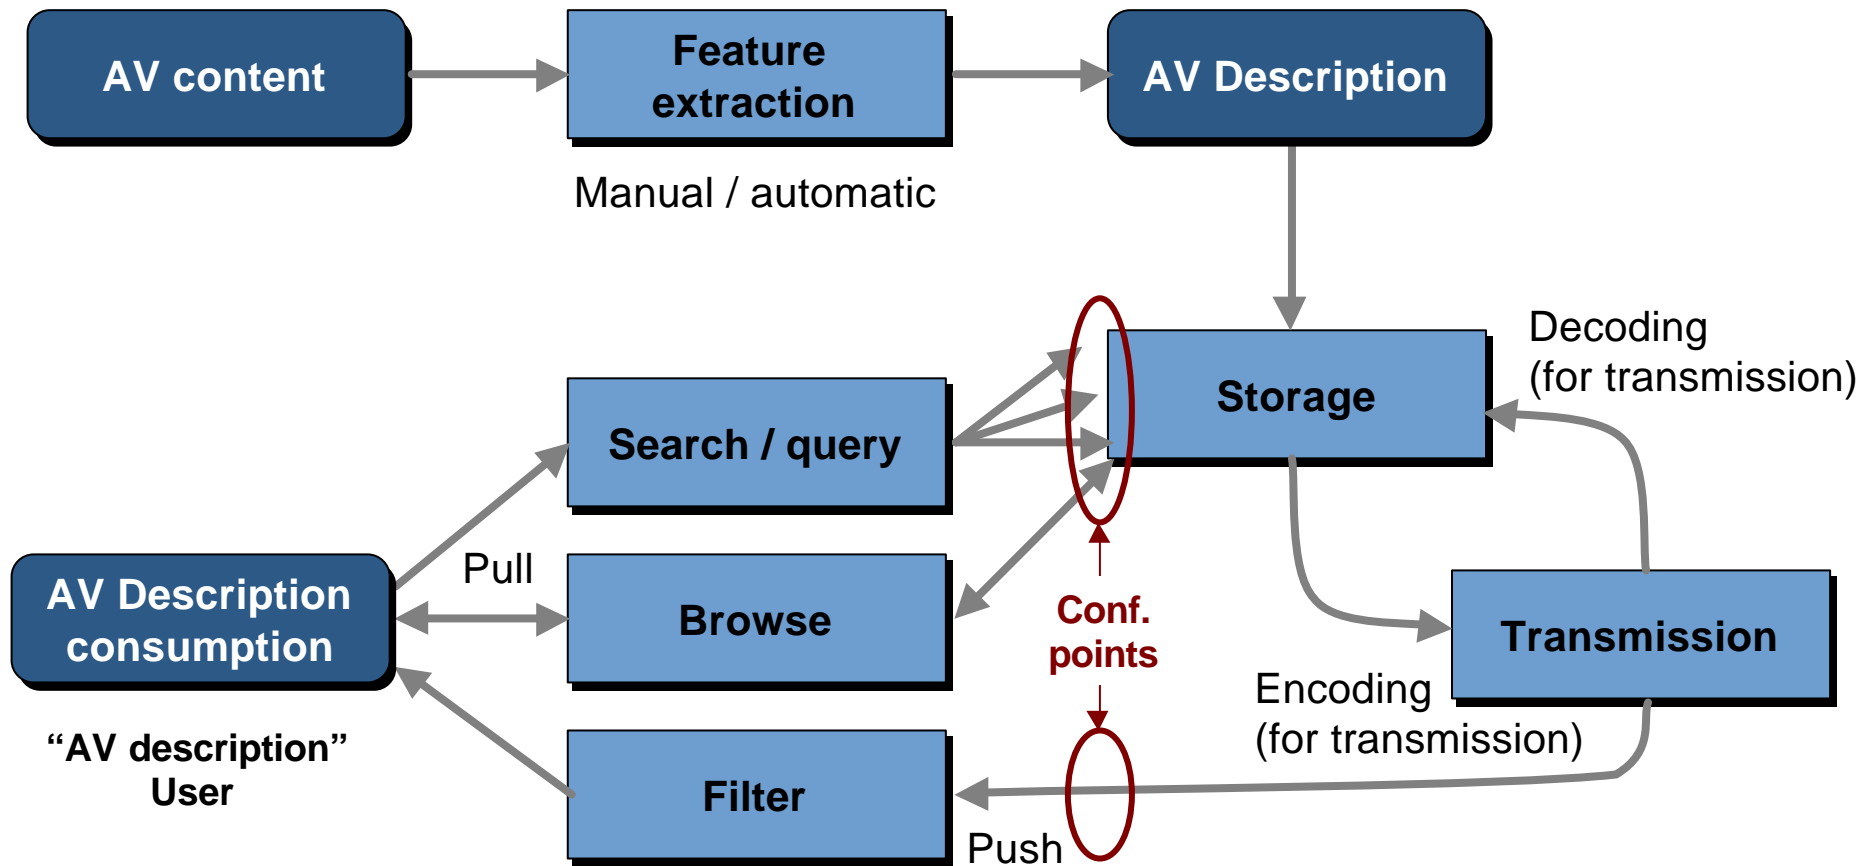 AV content
Feature
extraction
AV Description
Manual / automatic
Decoding
(for transmission)
Storage
Search / query
Pull
AV Description
consumption
Browse
Conf.
points
Transmission
Encoding
(for transmission)
“AV description”
User
Filter
Push